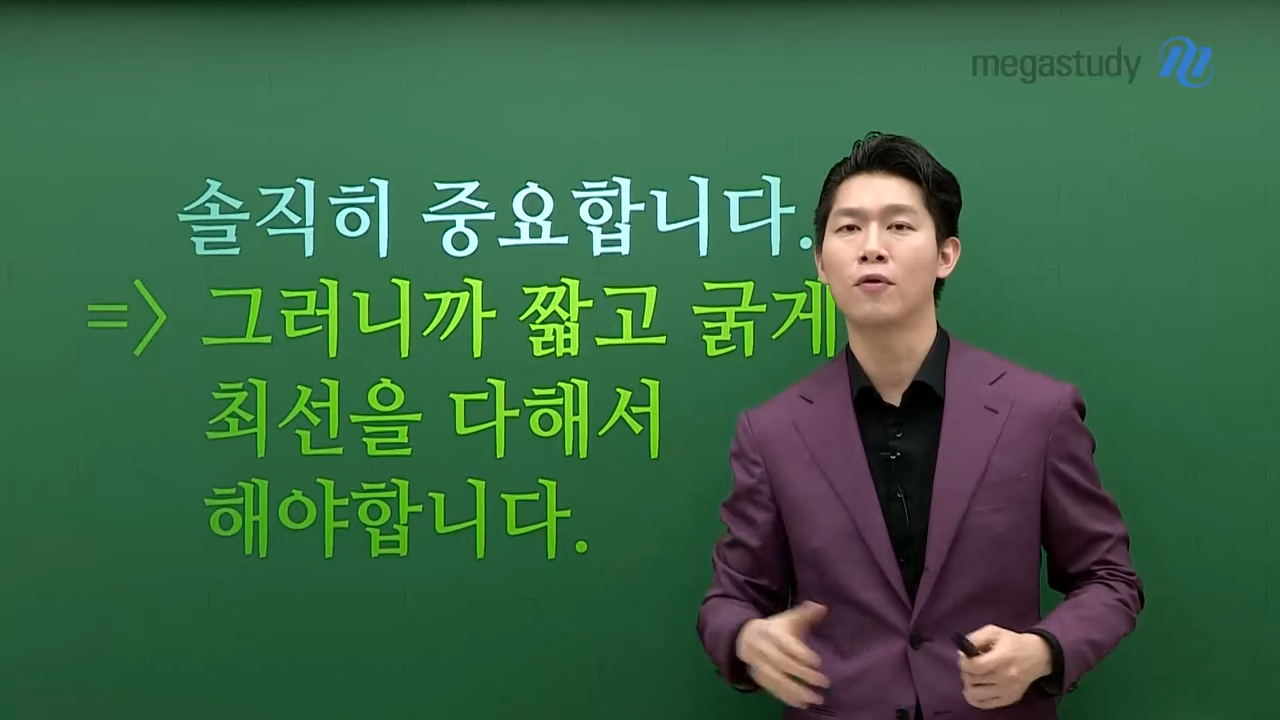 megastudy
솔직히 중요합니다.
=> 그러니까 짧고 굵게
최선을 다해서
해야합니다.